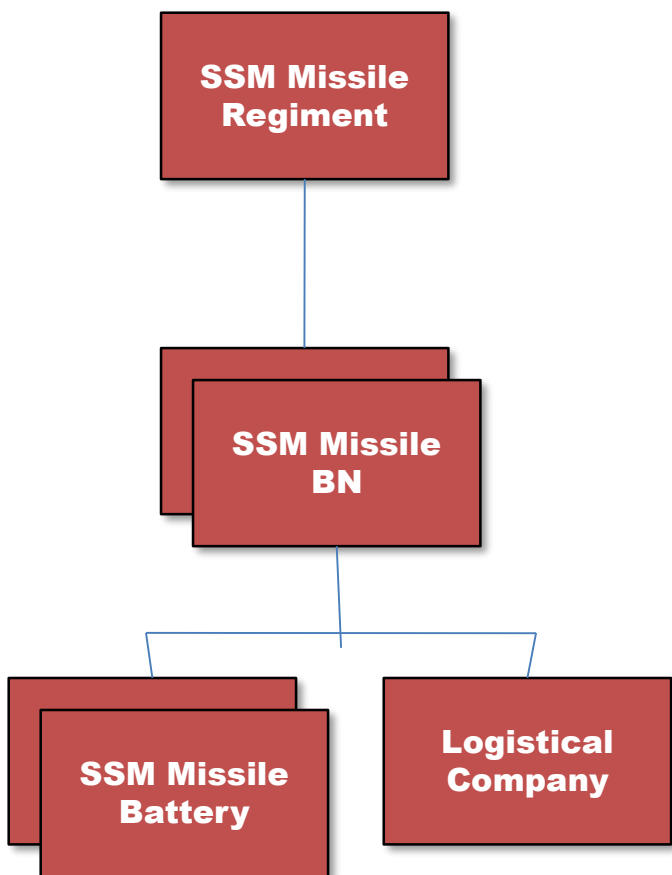 SSM Missile
Regiment
SSM Missile
BN
SSM Missile
Battery
Logistical
Company